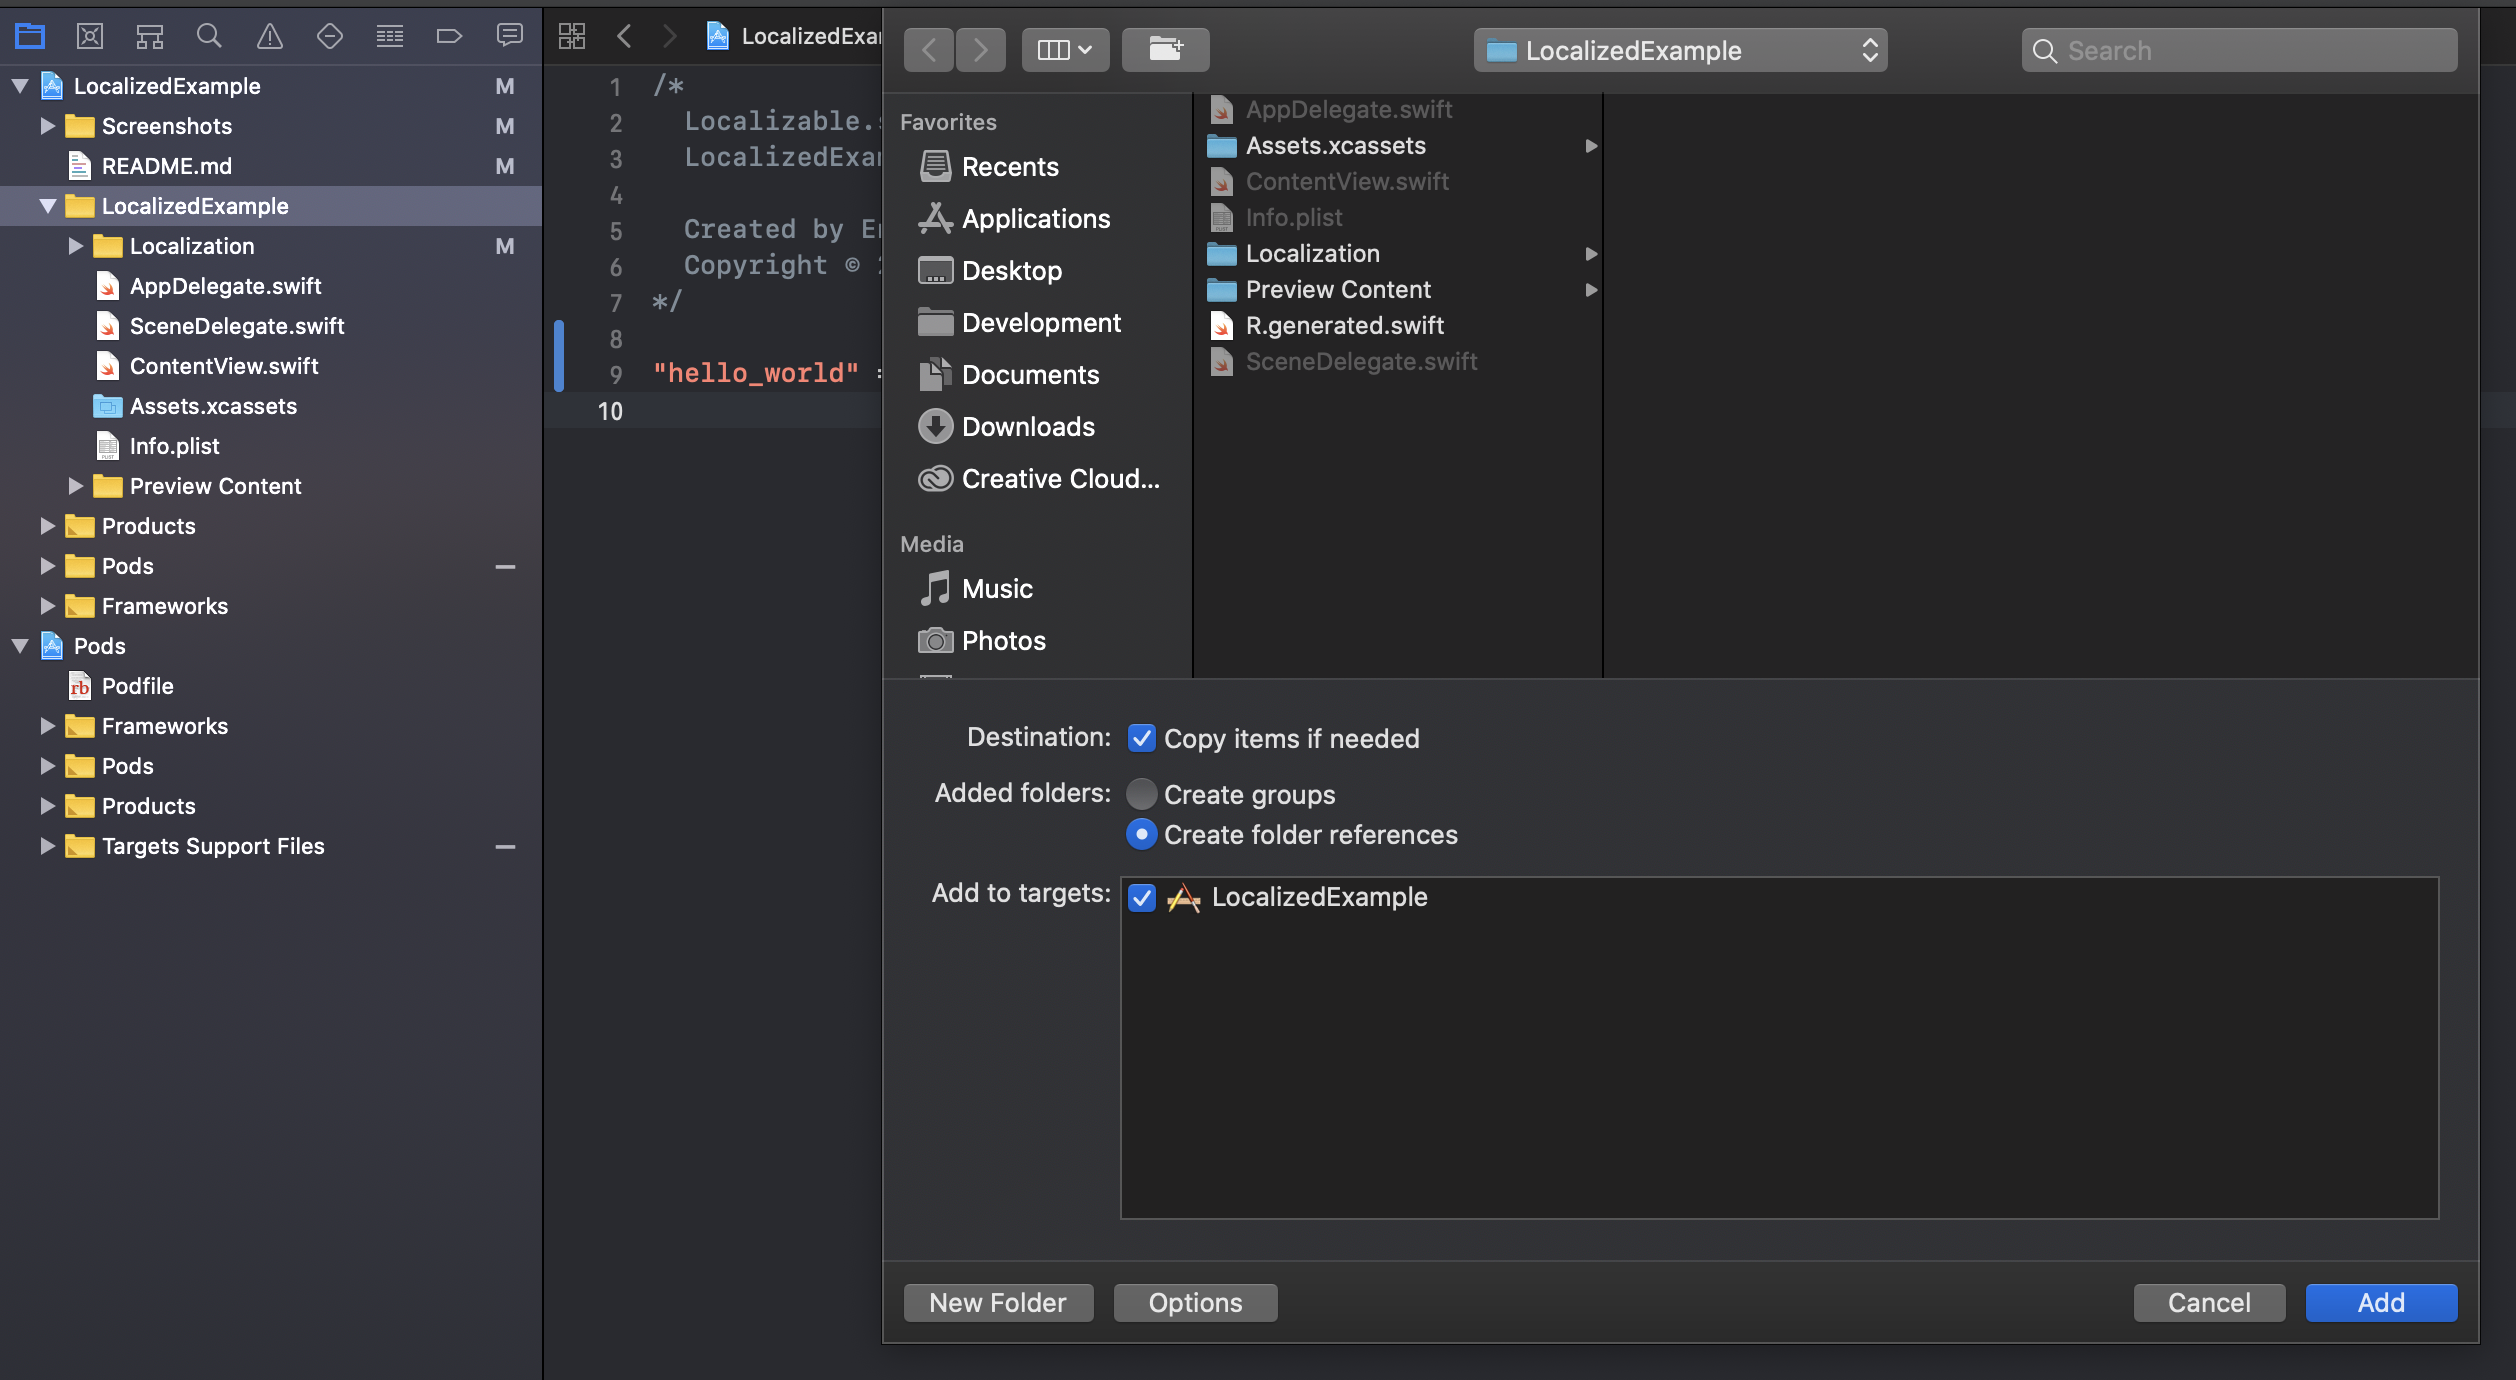 LocalizedExample M
Screenshots M
README.md M
LocalizedExample
Localization M
AppDelegate.swift
SceneDelegate.swift
ContentView.swift
Assets.xcassets
Info.plist
Preview Content
Products
Pods
Frameworks
Pods
rb Podfile
Frameworks
Pods
Products
Targets Support Files
LocalizedExa
1 /*
2 Localizable.
3 LocalizedExa
4
5 Created by E
6 Copyright ©
7 */
8
9 "hello_world" =
10
LocalizedExample
Search
Favorites
Recents
Applications
Desktop
Development
Documents
Downloads
Creative Cloud...
Media
Music
Photos
AppDelegate.swift
Assets.xcassets
ContentView.swift
Info.plist
Localization
Preview Content
R.generated.swift
SceneDelegate.swift
Destination: Copy items if needed
Added folders: Create groups
Create folder references
Add to targets: LocalizedExample
New Folder Options Cancel Add